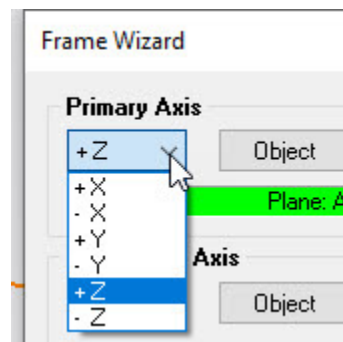 Frame Wizard
Primary Axis
+Z Object
+X
- X
Plane: A
+Y
- Y
Axis
+Z
Object
- Z